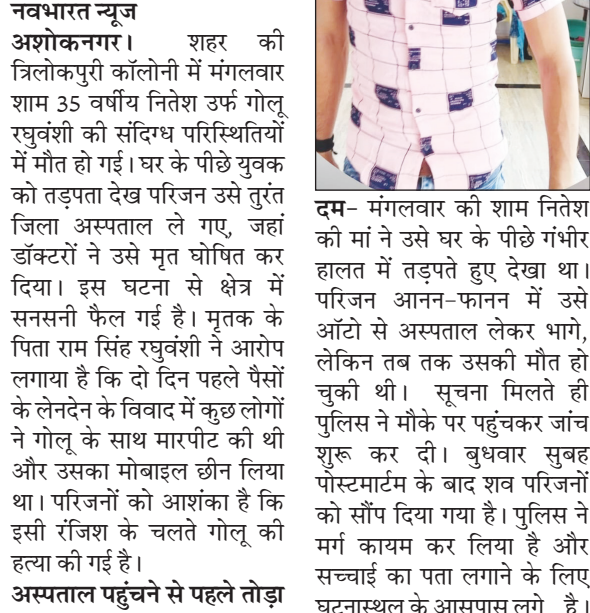 नवभारत न्यूज
अशोकनगर। शहर की
त्रिलोकपुरी कॉलोनी में मंगलवार
शाम 35 वर्षीय नितेश उर्फ गोलू
रघुवंशी की संदिग्ध परिस्थितियों
में मौत हो गई। घर के पीछे युवक
को तड़पता देख परिजन उसे तुरंत
जिला अस्पताल ले गए, जहां
डॉक्टरों ने उसे मृत घोषित कर
दिया। इस घटना से क्षेत्र में
सनसनी फैल गई है। मृतक के
पिता राम सिंह रघुवंशी ने आरोप
लगाया है कि दो दिन पहले पैसों
के लेनदेन के विवाद में कुछ लोगों
ने गोलू के साथ मारपीट की थी
और उसका मोबाइल छीन लिया
था। परिजनों को आशंका है कि
इसी रंजिश के चलते गोलू की
हत्या की गई है।
अस्पताल पहुंचने से पहले तोड़ा
दम- मंगलवार की शाम नितेश
की मां ने उसे घर के पीछे गंभीर
हालत में तड़पते हुए देखा था।
परिजन आनन-फानन में उसे
ऑटो से अस्पताल लेकर भागे,
लेकिन तब तक उसकी मौत हो
चुकी थी। सूचना मिलते ही
पुलिस ने मौके पर पहुंचकर जांच
शुरू कर दी। बुधवार सुबह
पोस्टमार्टम के बाद शव परिजनों
को सौंप दिया गया है। पुलिस ने
मर्ग कायम कर लिया है और
सच्चाई का पता लगाने के लिए
घटनास्थल के आसपास लगे है।